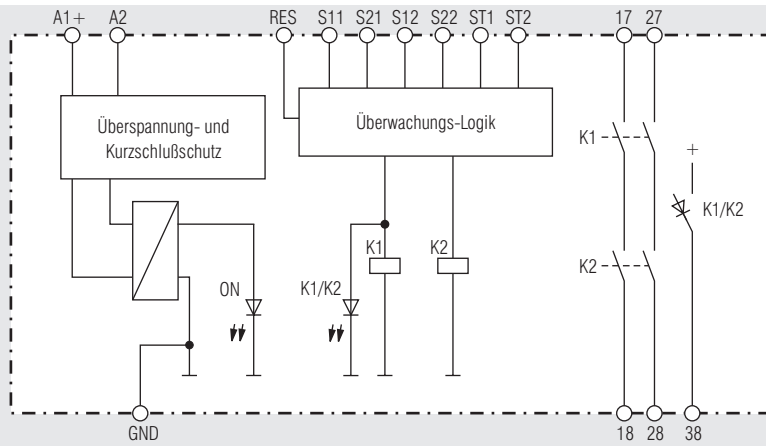 A1+ A2 RES S11 S21 S12 S22 ST1 ST2 17 27
Überspannung- und
Kurzschlußschutz
Überwachungs-Logik
K1
+
K1/K2
K1 K2
K2
ON K1/K2
GND 18 28 38